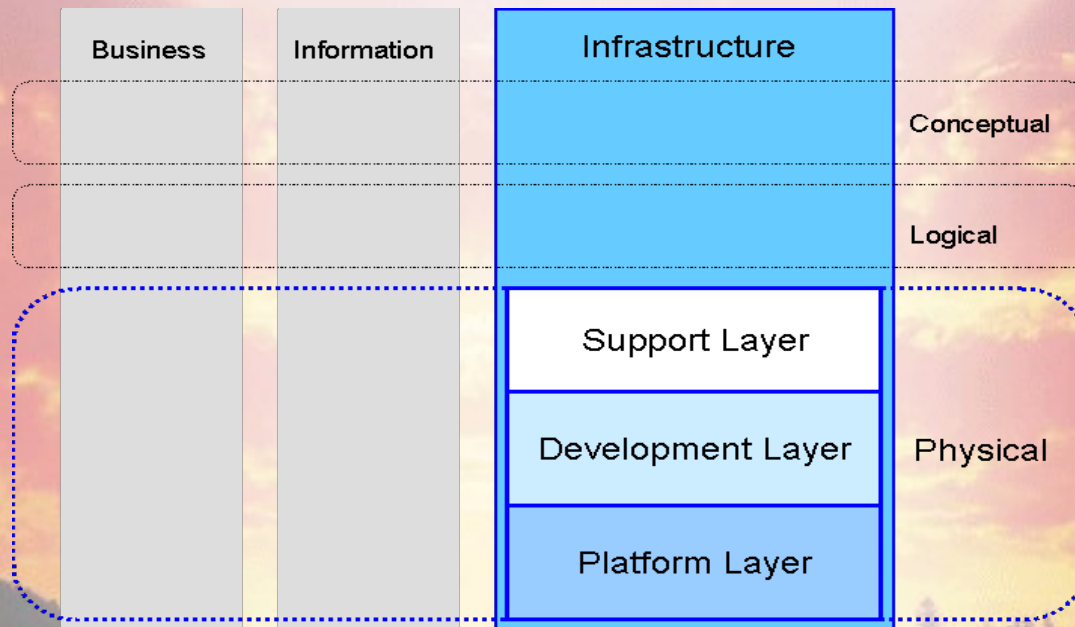 Business
Information
Infrastructure
Conceptual
Logical
Support Layer
Development Layer
Physical
Platform Layer